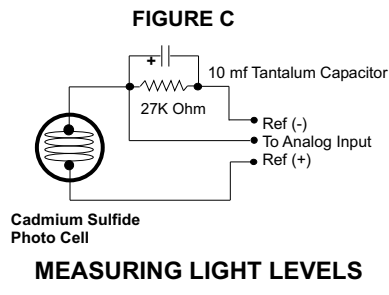 FIGURE C
+
10 mf Tantalum Capacitor
27K Ohm
Ref (-)
To Analog Input
Ref (+)
Cadmium Sulfide
Photo Cell
MEASURING LIGHT LEVELS